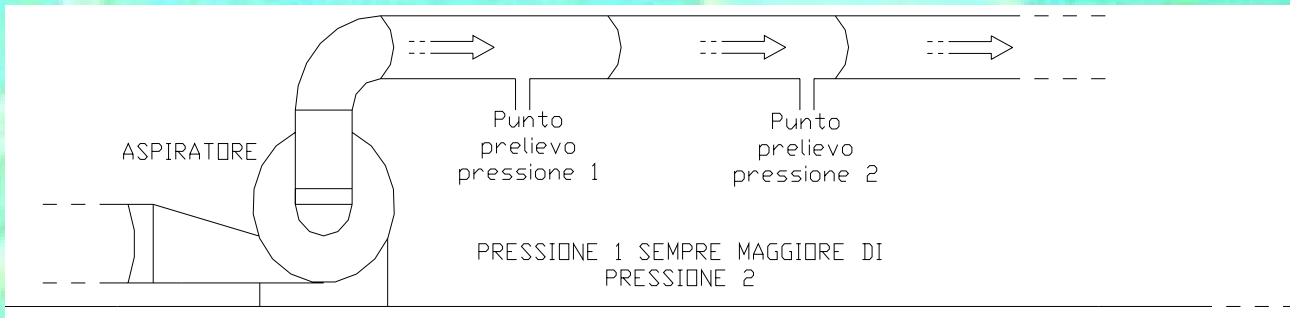 ASPIRATORE
Punto
prelievo
pressione 1
Punto
prelievo
pressione 2
PRESSIONE 1 SEMPRE MAGGIORE DI
PRESSIONE 2